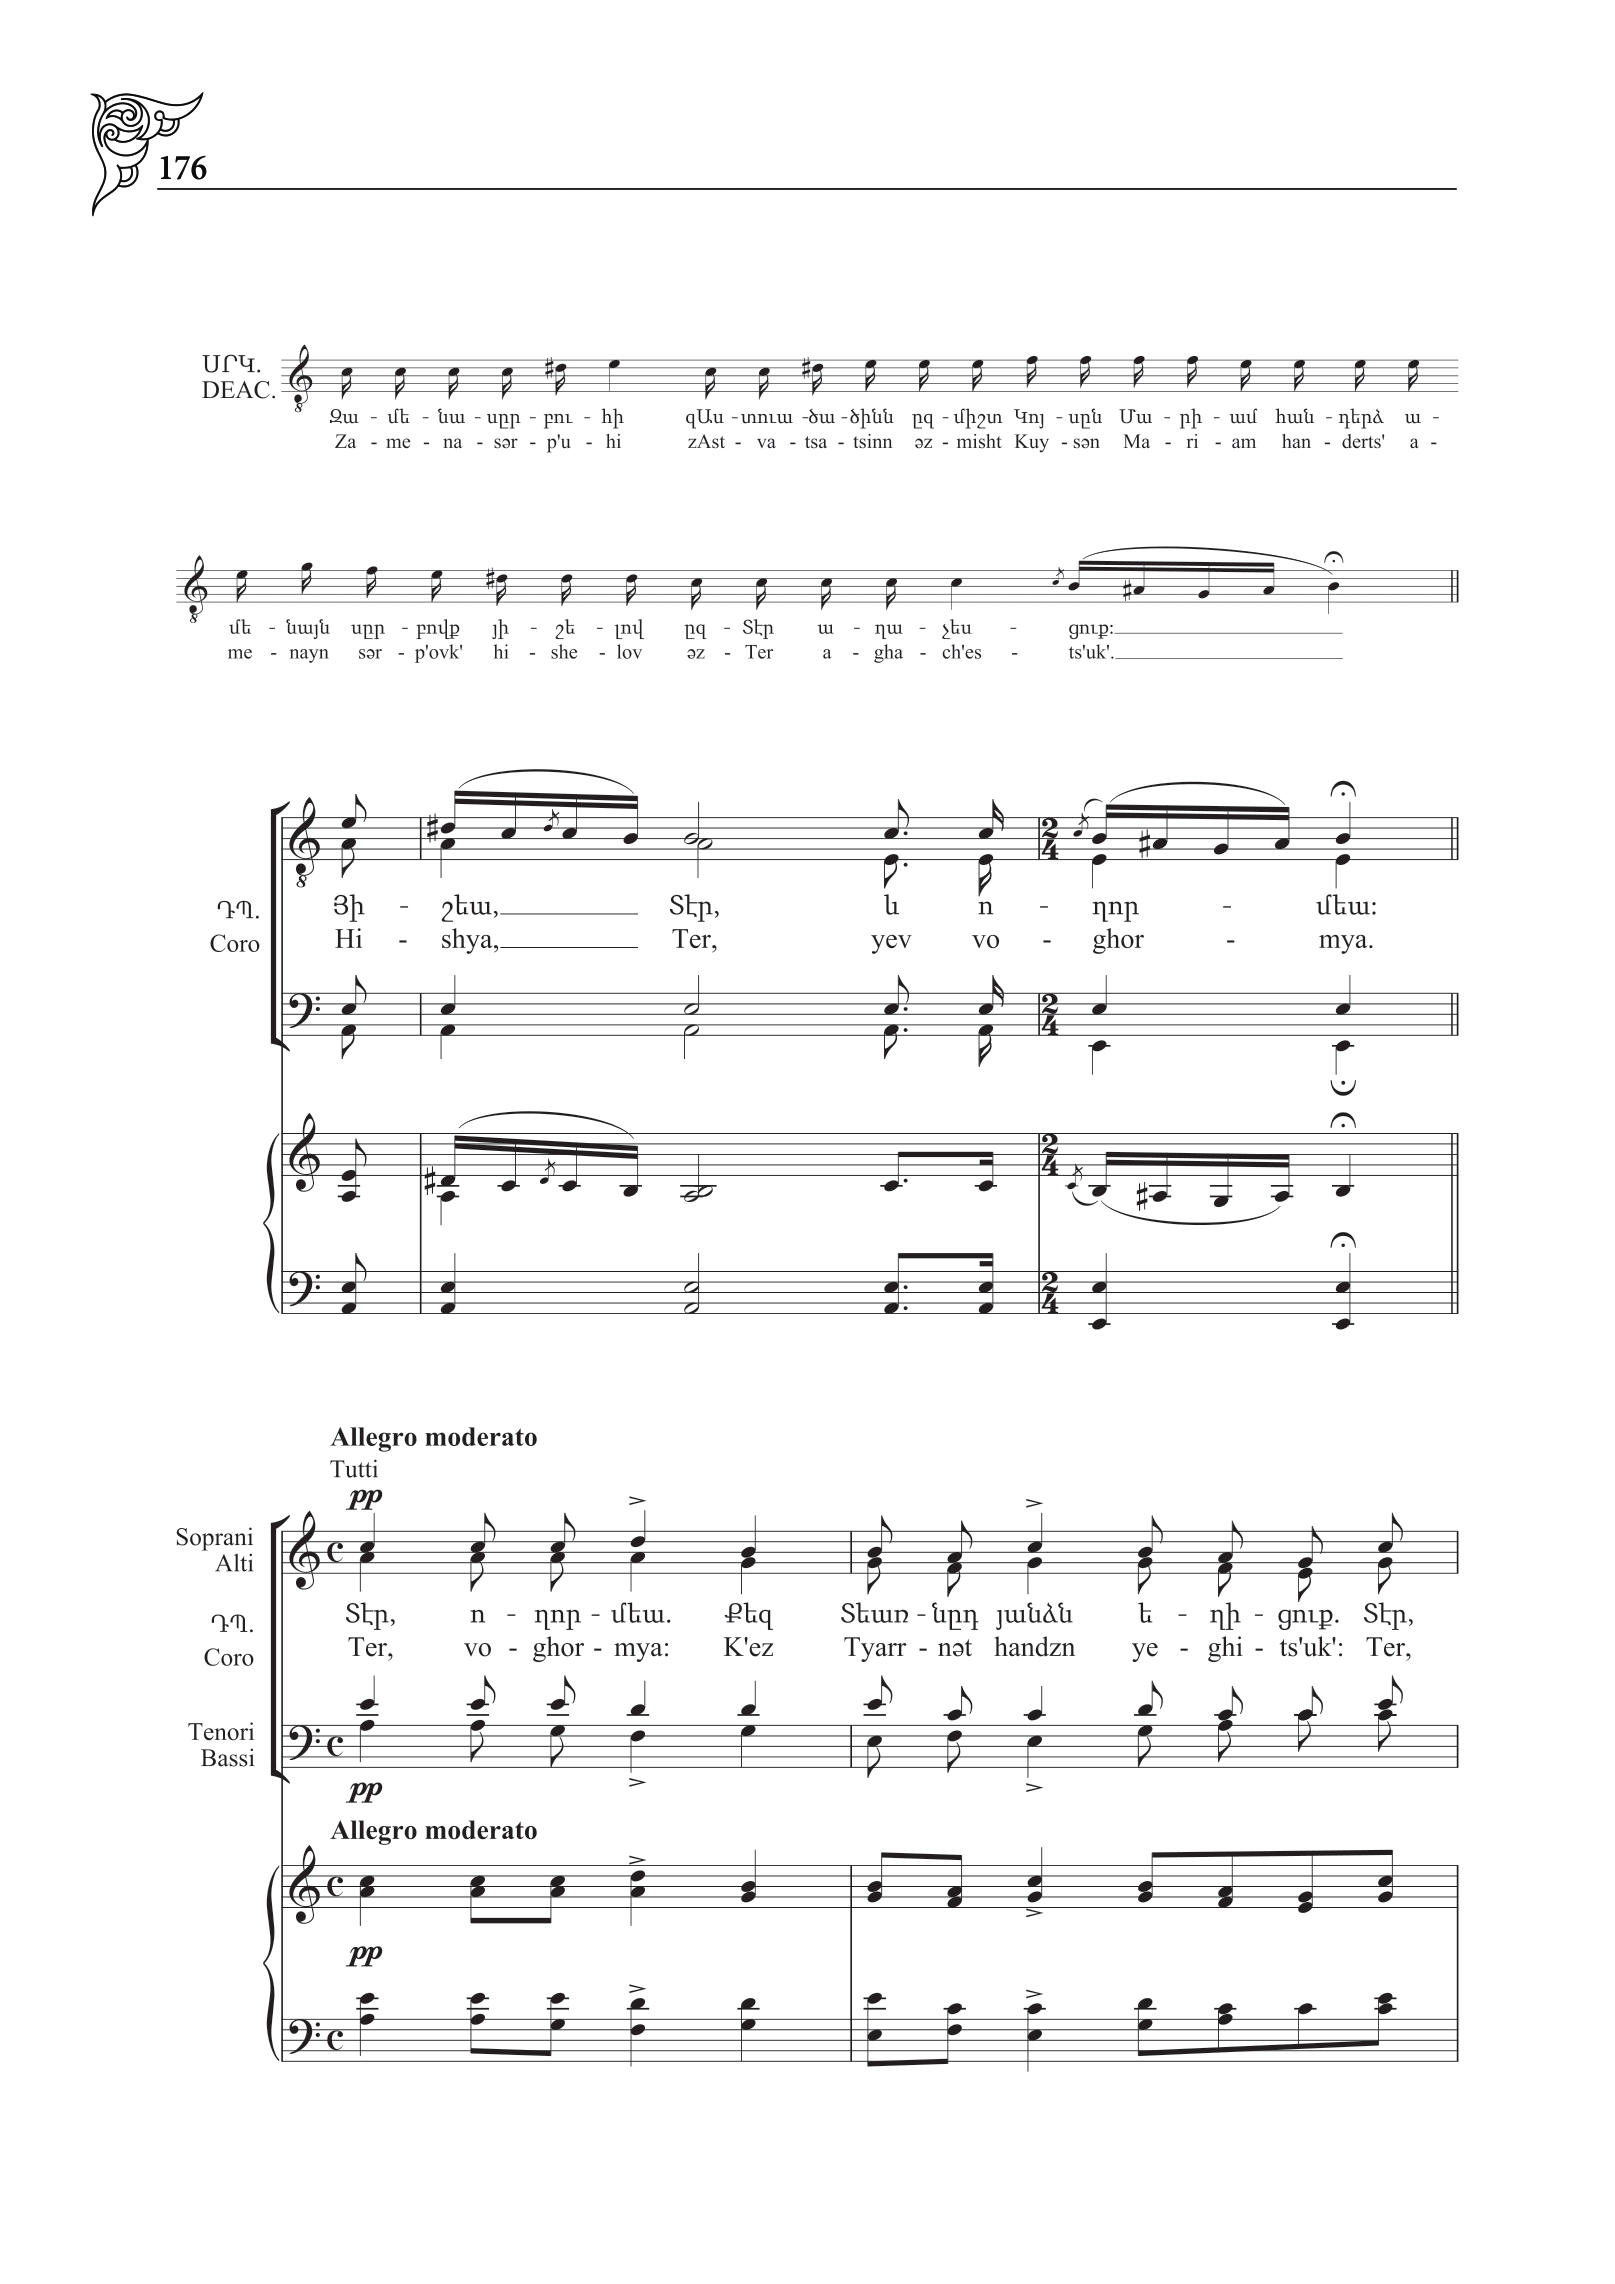 176
ՍՐԿ.
DEAC.
Զա - մե - նա - սըր - բու - հի զԱս - տուա - ծա - ծինն ըզ - միշտ Կոյ - սըն Մա - րի - ամ հան - դերձ ա -
Za - me - na - sər - p'u - hi zAst - va - tsa - tsinn əz - misht Kuy - sən Ma - ri - am han - derts' a -
մե - նայն սըր - բովք յի - շե - լով ըզ - Տէր ա - ղա - չես - ցուք:
me - nayn sər - p'ovk' hi - she - lov əz - Ter a - gha - ch'es - ts'uk'.
ԴՊ.
Coro
Յի - շեա, Տէր, և ո - ղոր - մեա:
Hi - shya, Ter, yev vo - ghor - mya.
2 4
2 4
2 4
2 4
Allegro moderato
Tutti
pp
Soprani
Alti
ԴՊ.
Coro
Տէր, ո - ղոր - մեա. Քեզ Տեառ - նըդ յանձն ե - ղի - ցուք. Տէր,
Ter, vo - ghor - mya: K'ez Tyarr - nət handzn ye - ghi - ts'uk': Ter,
Tenori
Bassi
pp
Allegro moderato
pp